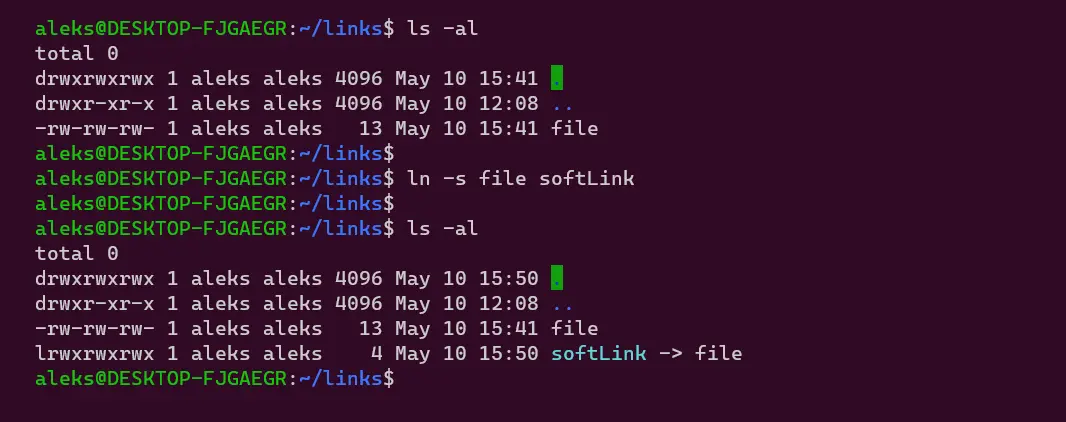 aleks@DESKTOP-FJGAEGR:~/links$ ls -al
total 0
drwxrwxrwx 1 aleks aleks 4096 May 10 15:41 .
drwxr-xr-x 1 aleks aleks 4096 May 10 12:08 ..
-rw-rw-rw- 1 aleks aleks   13 May 10 15:41 file
aleks@DESKTOP-FJGAEGR:~/links$
aleks@DESKTOP-FJGAEGR:~/links$ ln -s file softLink
aleks@DESKTOP-FJGAEGR:~/links$
aleks@DESKTOP-FJGAEGR:~/links$ ls -al
total 0
drwxrwxrwx 1 aleks aleks 4096 May 10 15:50 .
drwxr-xr-x 1 aleks aleks 4096 May 10 12:08 ..
-rw-rw-rw- 1 aleks aleks   13 May 10 15:41 file
lrwxrwxrwx 1 aleks aleks    4 May 10 15:50 softLink -> file
aleks@DESKTOP-FJGAEGR:~/links$